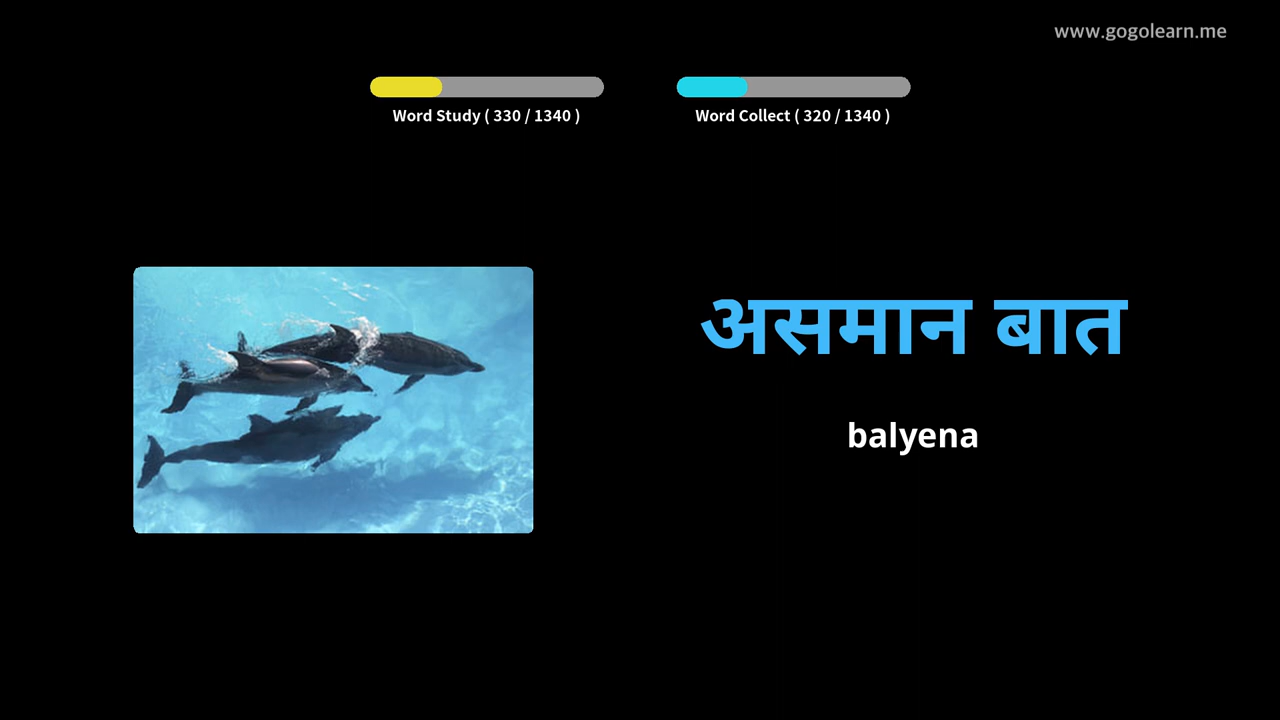 www.gogolearn.me
Word Study ( 330 / 1340 )
Word Collect ( 320 / 1340 )
असमान बात
balyena